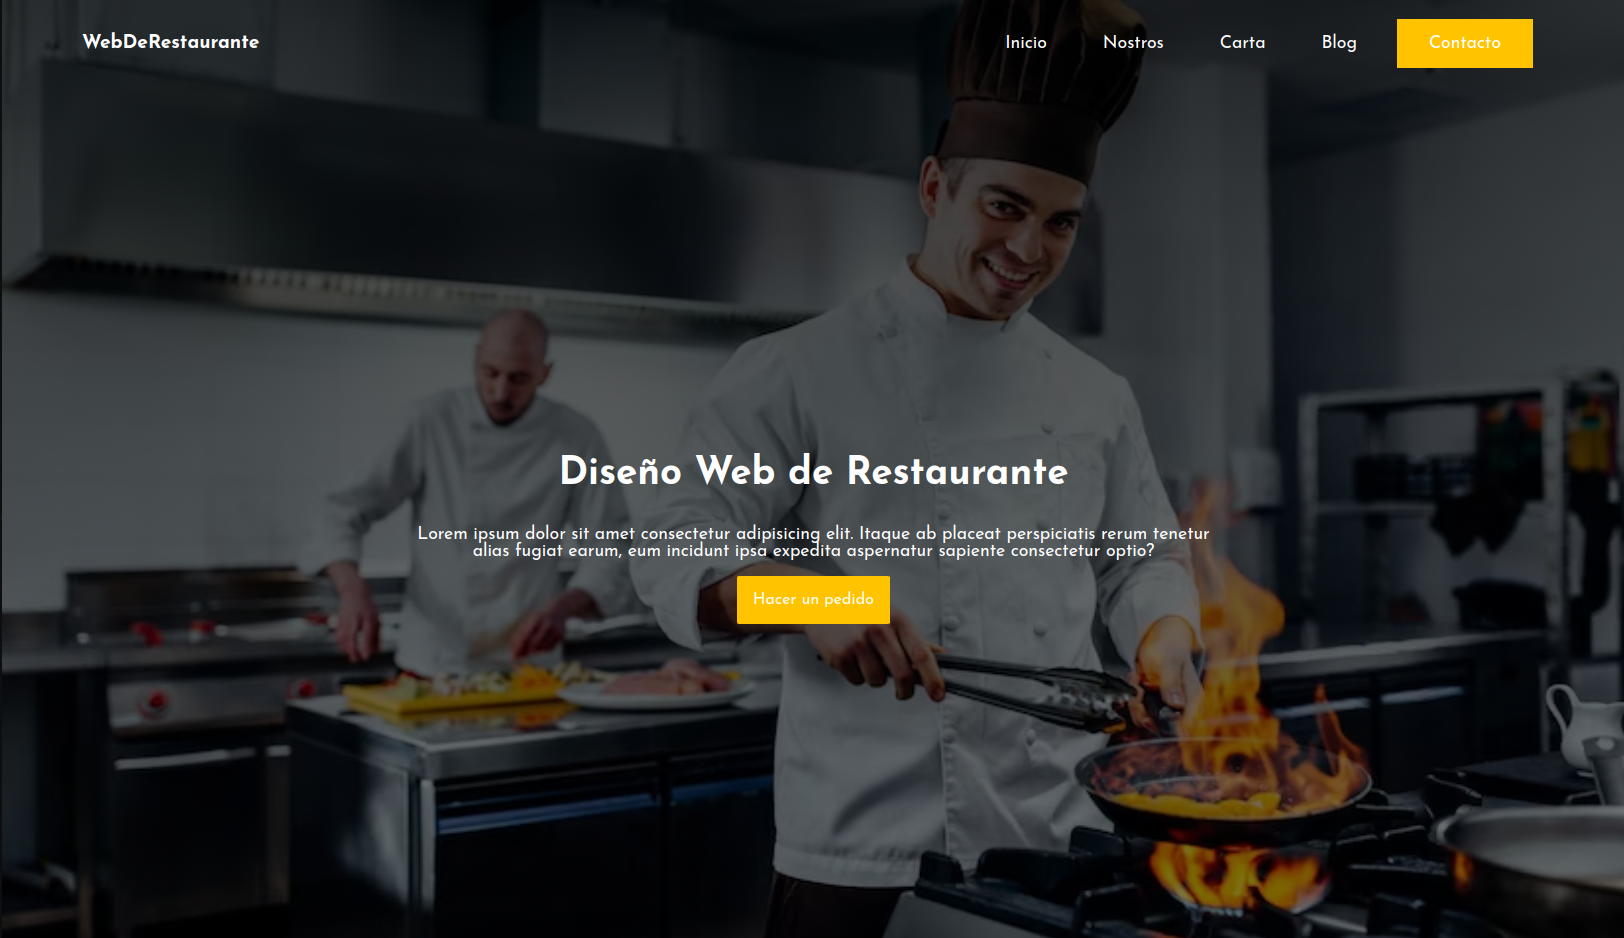 WebDeRestaurante
Inicio
Nostros
Carta
Blog
Contacto
Diseño Web de Restaurante
Lorem ipsum dolor sit amet consectetur adipisicing elit. Itaque ab placeat perspiciatis rerum tenetur
alias fugiat earum, eum incidunt ipsa expedita aspernatur sapiente consectetur optio?
Hacer un pedido